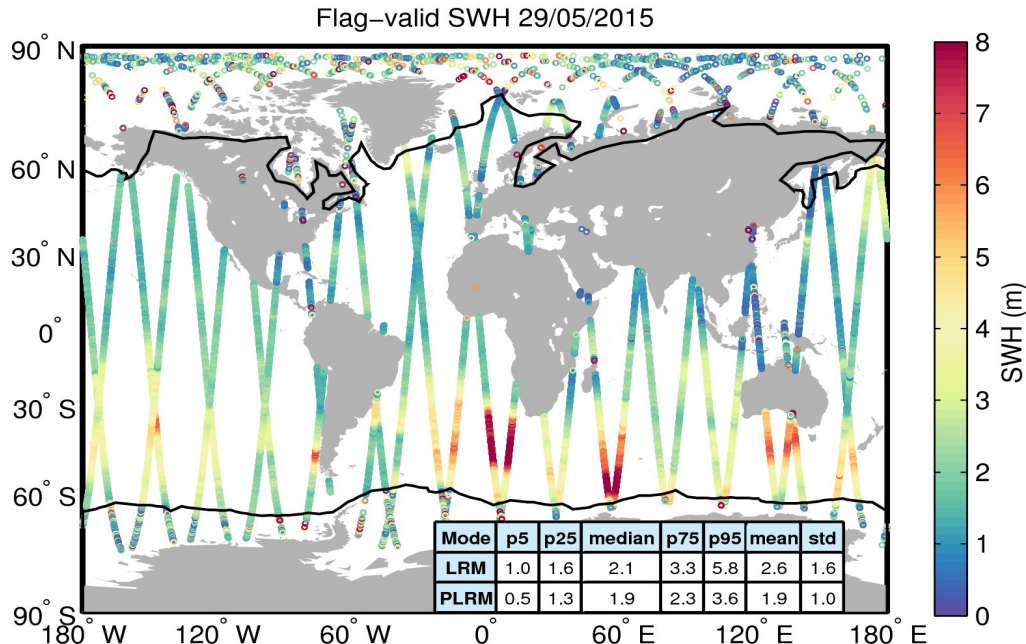 Flag−valid SWH 29/05/2015
90° N
60° N
30° N
0°
30° S
60° S
90° S
180° W
120° W
60° W
0°
60° E
120° E
180° E
Mode p5 p25 median p75 p95 mean std
LRM 1.0 1.6 2.1 3.3 5.8 2.6 1.6
PLRM 0.5 1.3 1.9 2.3 3.6 1.9 1.0
8
7
6
5
4
3
2
1
0
SWH (m)